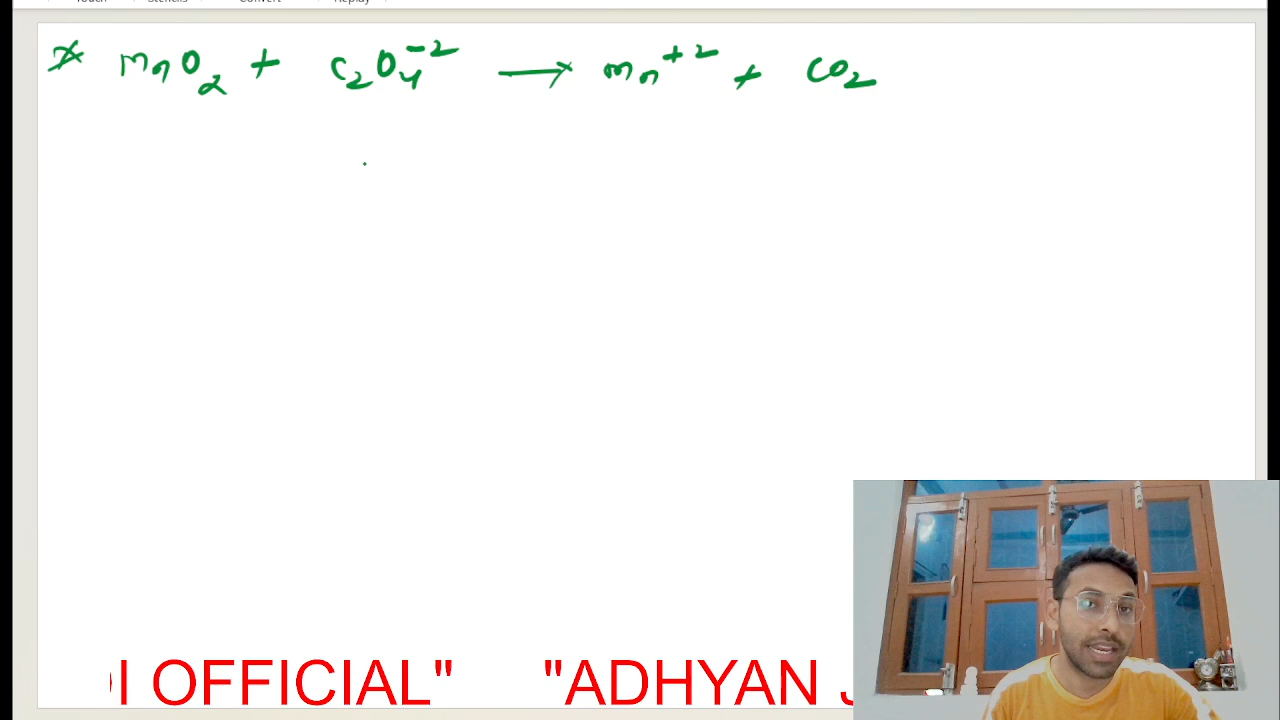 MnO2 + C2O4^-2 → Mn^+2 + CO2
OFFICIAL" "ADHYAN